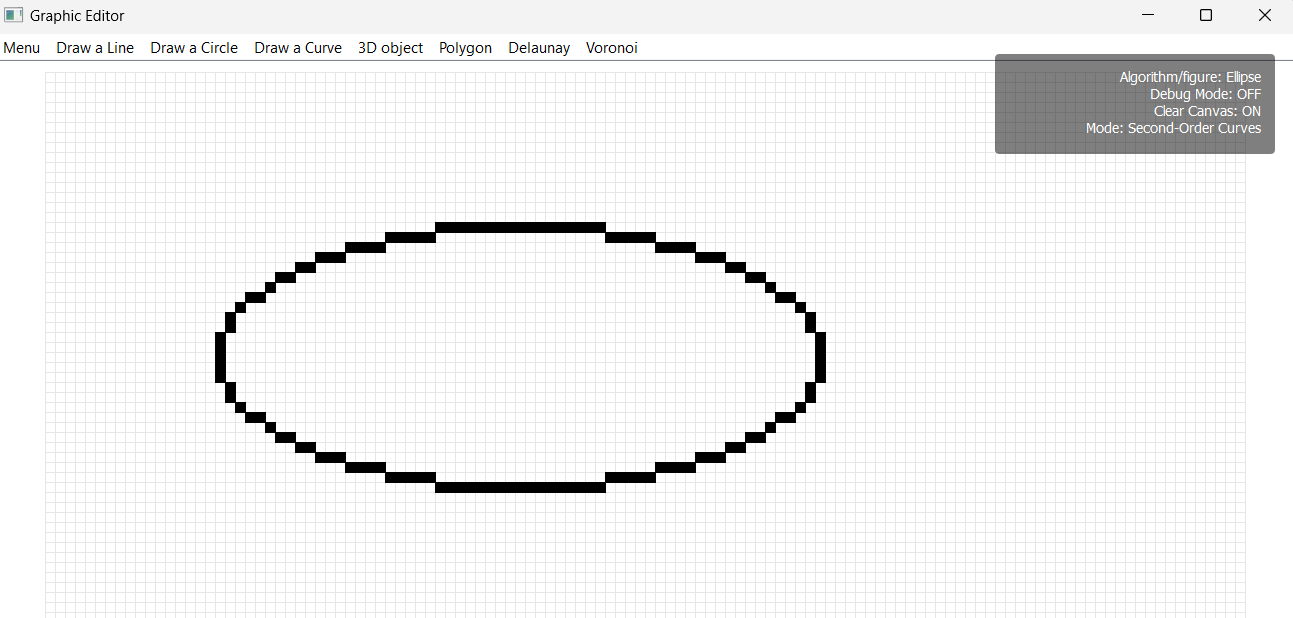 Graphic Editor
Menu Draw a Line Draw a Circle Draw a Curve 3D object Polygon Delaunay Voronoi
Algorithm/figure: Ellipse
Debug Mode: OFF
Clear Canvas: ON
Mode: Second-Order Curves